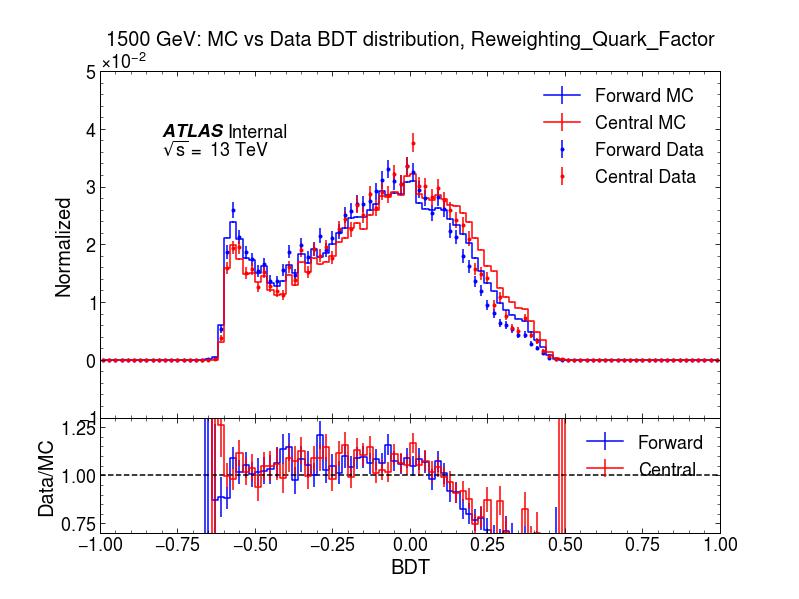 1500 GeV: MC vs Data BDT distribution, Reweighting_Quark_Factor
×10⁻²
5
4
3
2
1
0
−1
Normalized
ATLAS Internal
√s = 13 TeV
Forward MC
Central MC
Forward Data
Central Data
1.25
1.00
0.75
Data/MC
Forward
Central
−1.00 −0.75 −0.50 −0.25 0.00 0.25 0.50 0.75 1.00
BDT